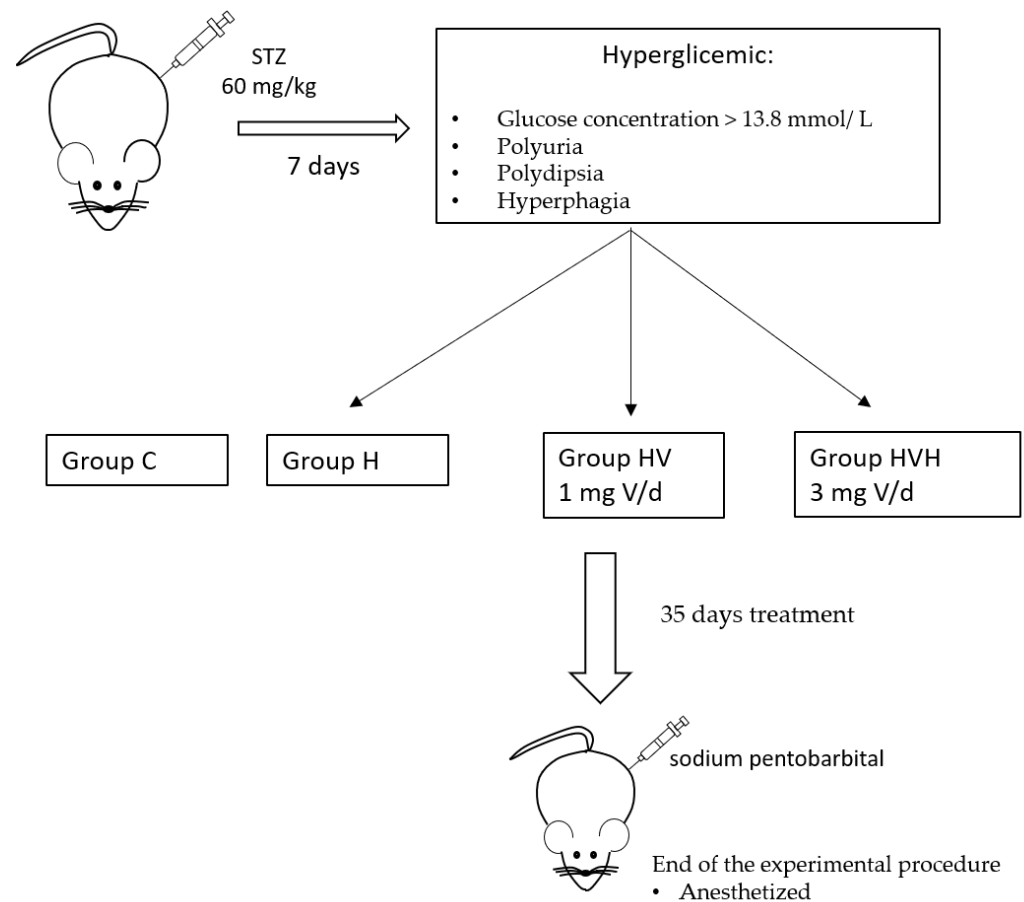 STZ
60 mg/kg
7 days
Hyperglicemic:
• Glucose concentration > 13.8 mmol/ L
• Polyuria
• Polydipsia
• Hyperphagia
Group C
Group H
Group HV
1 mg V/d
Group HVH
3 mg V/d
35 days treatment
sodium pentobarbital
End of the experimental procedure
• Anesthetized